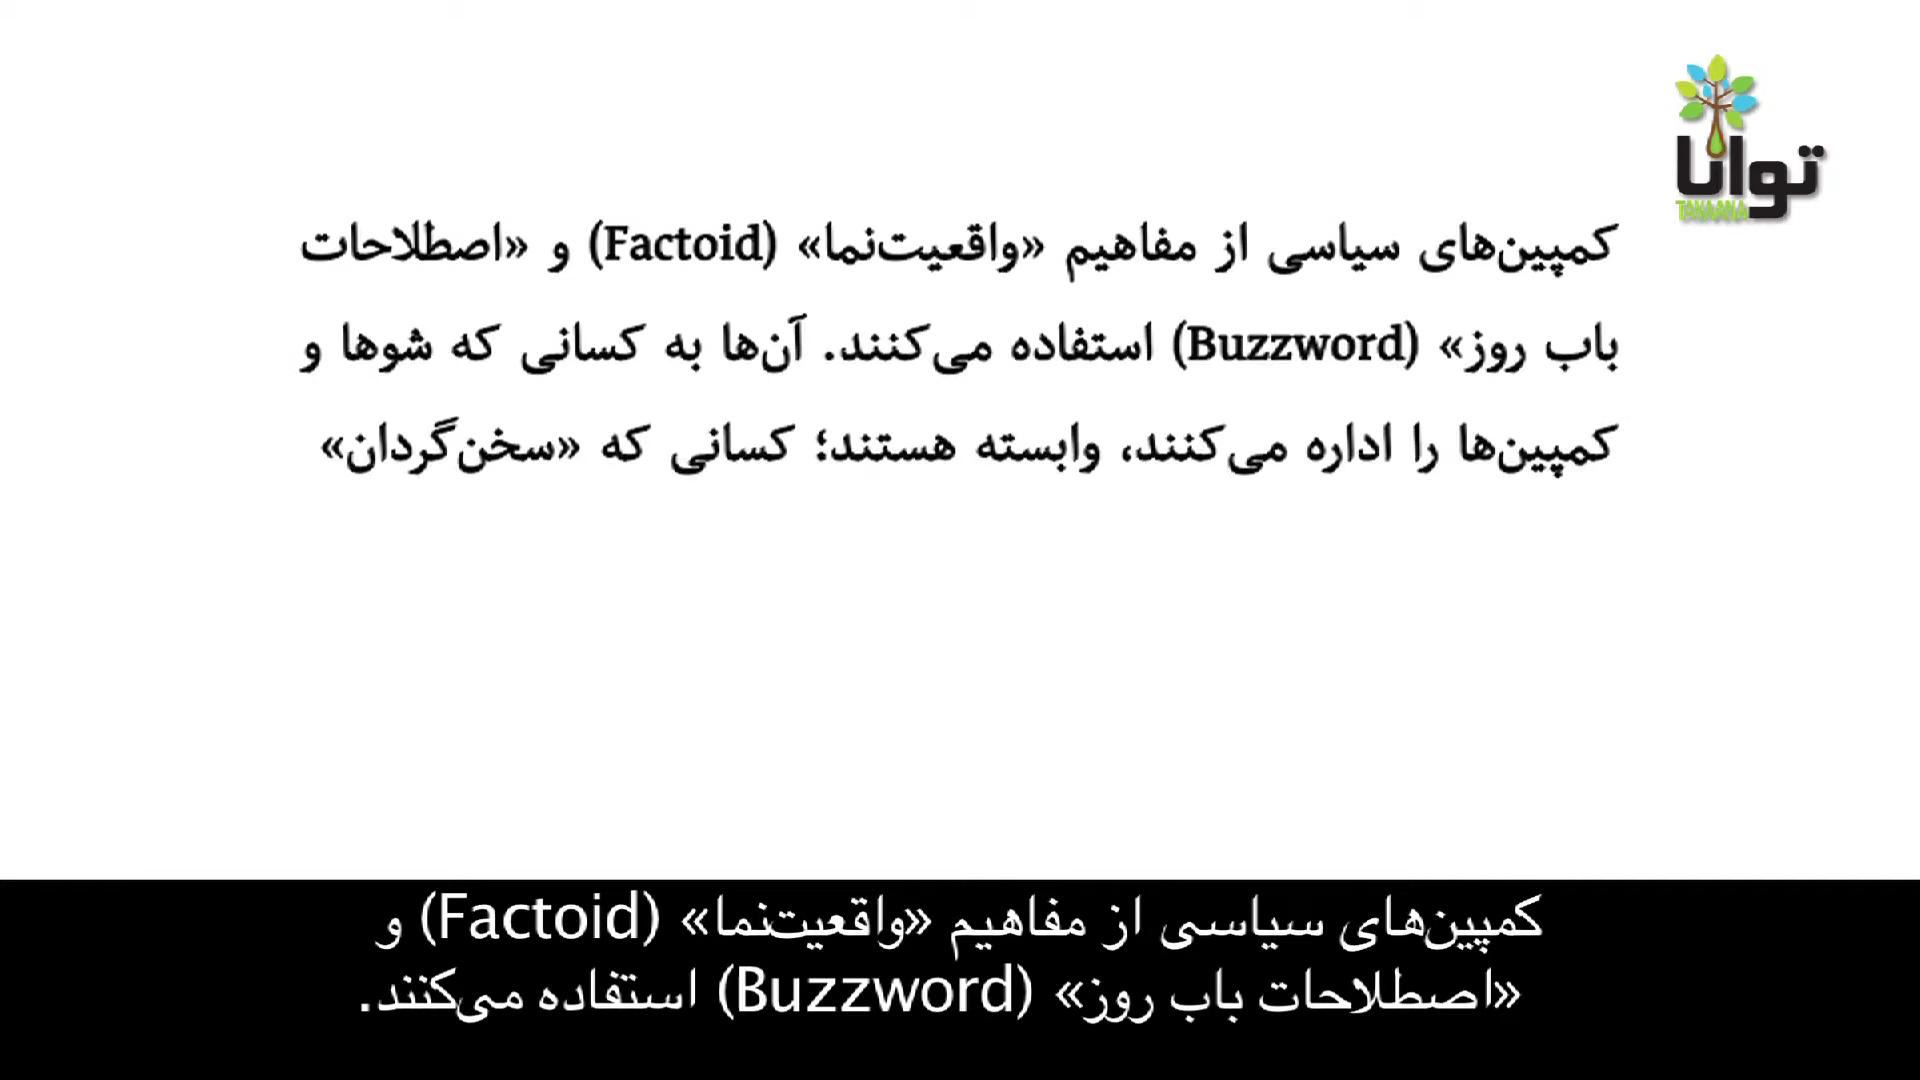 توانا
TAVAANA
کمپین‌های سیاسی از مفاهیم «واقعیت‌نما» (Factoid) و «اصطلاحات
باب روز» (Buzzword) استفاده می‌کنند. آن‌ها به کسانی که شوها و
کمپین‌ها را اداره می‌کنند، وابسته هستند؛ کسانی که «سخن‌گردان»
کمپین‌های سیاسی از مفاهیم «واقعیت‌نما» (Factoid) و
«اصطلاحات باب روز» (Buzzword) استفاده می‌کنند.